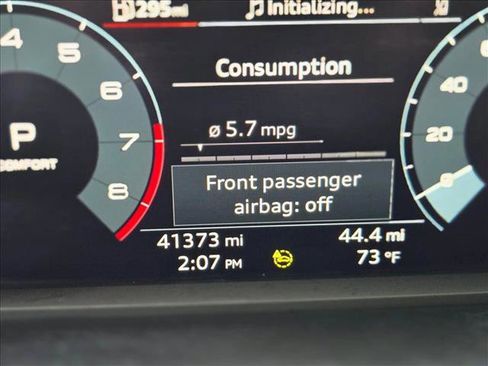 295mi
Initializing...
4
5
6
7
8
P
COMFORT
Consumption
ø 5.7 mpg
Front passenger
airbag: off
40
20
0
41373 mi
44.4 mi
2:07 PM
73 °F